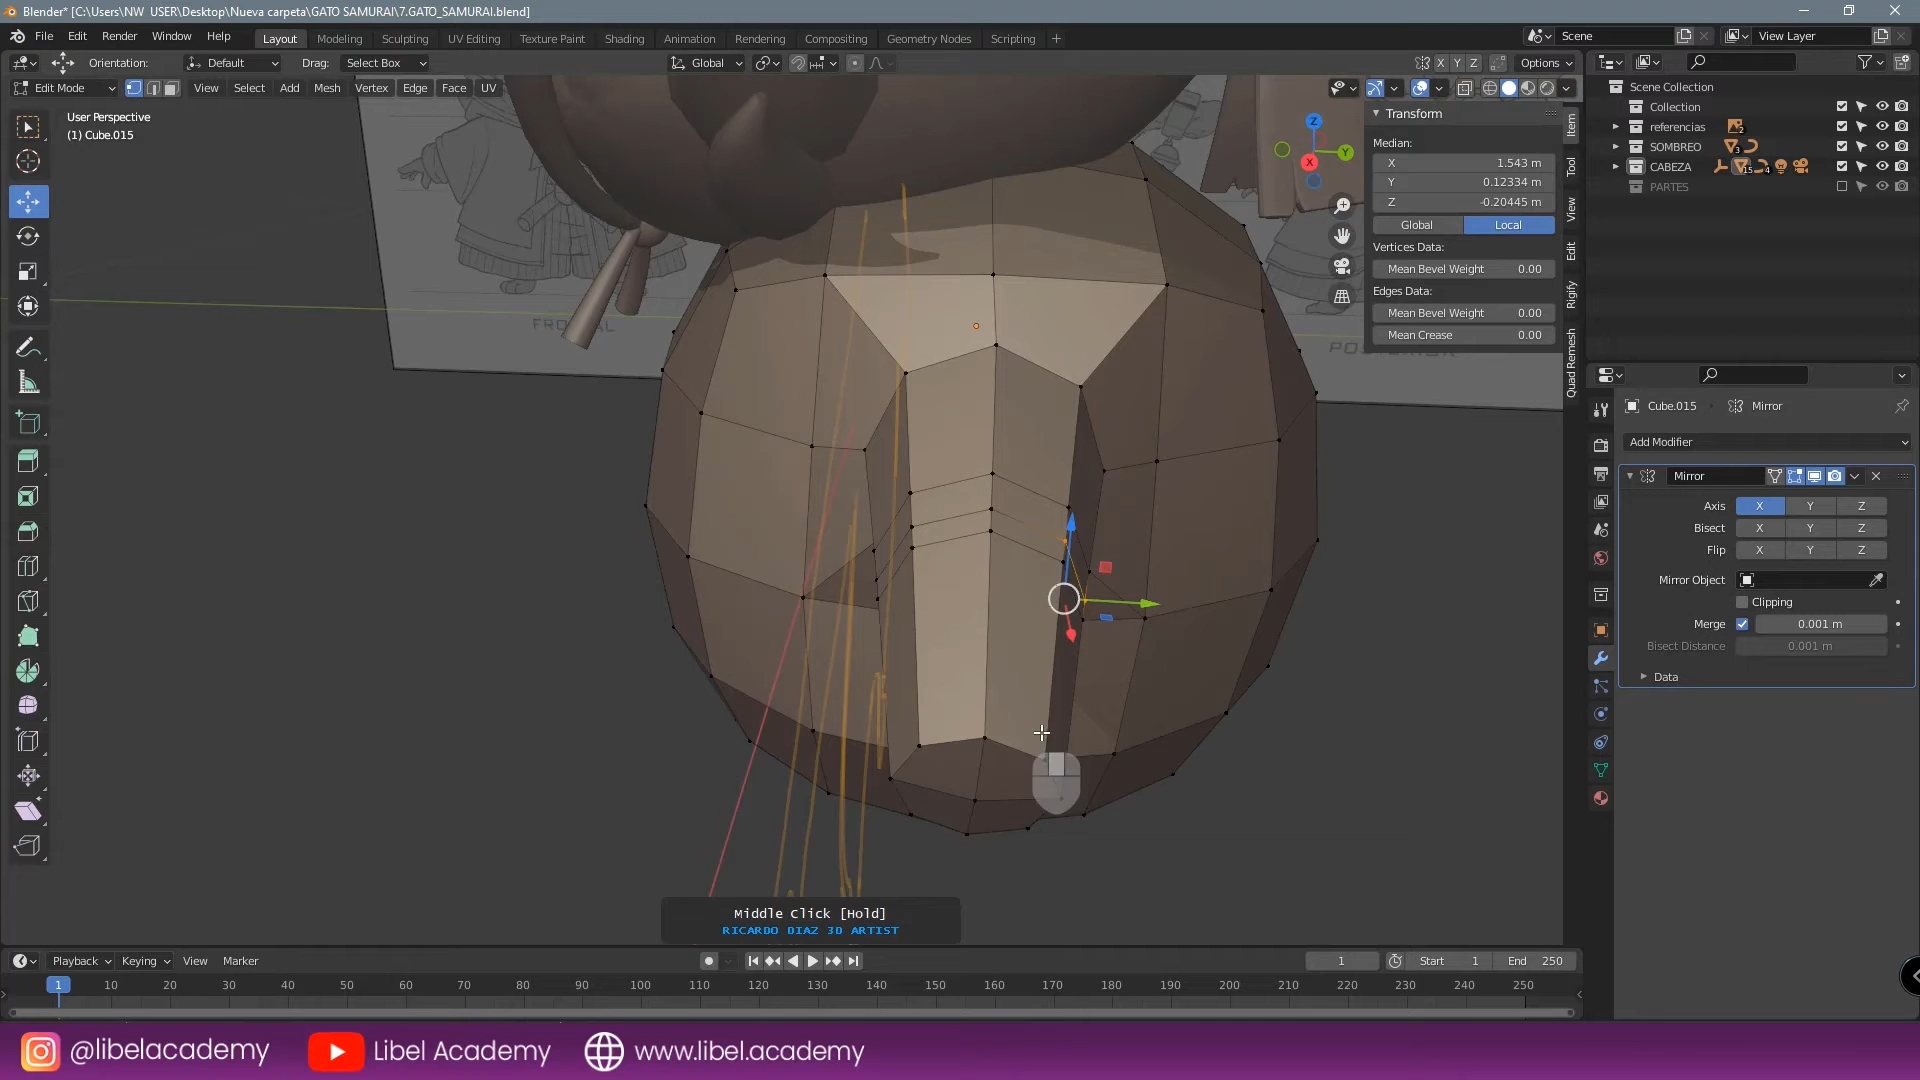 Blender* [C:\Users\NW USER\Desktop\Nueva carpeta\GATO SAMURAI\7.GATO_SAMURAI.blend]
File Edit Render Window Help
Layout Modeling Sculpting UV Editing Texture Paint Shading Animation Rendering Compositing Geometry Nodes Scripting +
Scene
View Layer
Orientation: Default Drag: Select Box
Global
X Y Z
Options
Edit Mode View Select Add Mesh Vertex Edge Face UV
User Perspective
(1) Cube.015
Transform
Median:
X 1.543 m
Y 0.12334 m
Z -0.20445 m
Global Local
Vertices Data:
Mean Bevel Weight 0.00
Edges Data:
Mean Bevel Weight 0.00
Mean Crease 0.00
Item
Tool
View
Edit
Rigify
Quad Remesh
Z
Y
X
Scene Collection
Collection
referencias 2
SOMBREO 3
CABEZA 15 4
PARTES
Cube.015 Mirror
Add Modifier
Mirror
Axis X Y Z
Bisect X Y Z
Flip X Y Z
Mirror Object
Clipping
Merge 0.001 m
Bisect Distance 0.001 m
Data
Middle Click [Hold]
RICARDO DIAZ 3D ARTIST
Playback Keying View Marker
1
Start 1
End 250
1 10 20 30 40 50 60 70 80 90 100 110 120 130 140 150 160 170 180 190 200 210 220 230 240 250
@libelacademy Libel Academy www.libel.academy